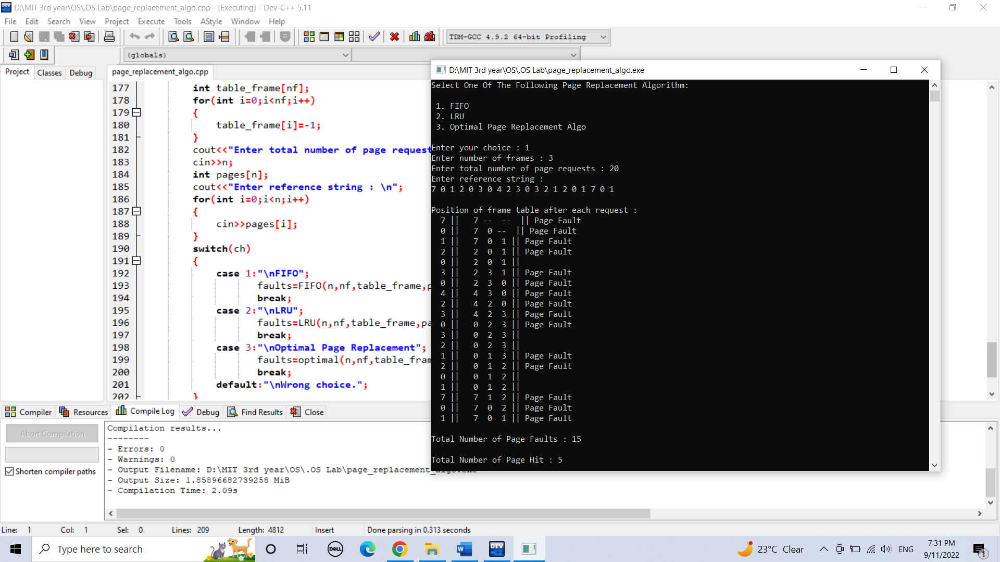 D:\MIT 3rd year\OS\.OS Lab\page_replacement_algo.cpp - [Executing] - Dev-C++ 5.11
File Edit Search View Project Execute Tools AStyle Window Help
TDM-GCC 4.9.2 64-bit Profiling
(globals)
Project Classes Debug
page_replacement_algo.cpp
177 int table_frame[nf];
178 for(int i=0;i<nf;i++)
179 {
180 table_frame[i]=-1;
181 }
182 cout<<"Enter total number of page request
183 cin>>n;
184 int pages[n];
185 cout<<"Enter reference string : \n";
186 for(int i=0;i<n;i++)
187 {
188 cin>>pages[i];
189 }
190 switch(ch)
191 {
192 case 1:"\nFIFO";
193 faults=FIFO(n,nf,table_frame,p
194 break;
195 case 2:"\nLRU";
196 faults=LRU(n,nf,table_frame,pa
197 break;
198 case 3:"\nOptimal Page Replacement";
199 faults=optimal(n,nf,table_fram
200 break;
201 default:"\nWrong choice.";
202 }
D:\MIT 3rd year\OS\.OS Lab\page_replacement_algo.exe
Select One Of The Following Page Replacement Algorithm:
1. FIFO
2. LRU
3. Optimal Page Replacement Algo
Enter your choice : 1
Enter number of frames : 3
Enter total number of page requests : 20
Enter reference string :
7 0 1 2 0 3 0 4 2 3 0 3 2 1 2 0 1 7 0 1
Position of frame table after each request :
7 || 7 -- -- || Page Fault
0 || 7 0 -- || Page Fault
1 || 7 0 1 || Page Fault
2 || 2 0 1 || Page Fault
0 || 2 0 1 ||
3 || 2 3 1 || Page Fault
0 || 2 3 0 || Page Fault
4 || 4 3 0 || Page Fault
2 || 4 2 0 || Page Fault
3 || 4 2 3 || Page Fault
0 || 0 2 3 || Page Fault
3 || 0 2 3 ||
2 || 0 2 3 ||
1 || 0 1 3 || Page Fault
2 || 0 1 2 || Page Fault
0 || 0 1 2 ||
1 || 0 1 2 ||
7 || 7 1 2 || Page Fault
0 || 7 0 2 || Page Fault
1 || 7 0 1 || Page Fault
Total Number of Page Faults : 15
Total Number of Page Hit : 5
Compiler Resources Compile Log Debug Find Results Close
Abort Compilation
Shorten compiler paths
Compilation results...
--------
- Errors: 0
- Warnings: 0
- Output Filename: D:\MIT 3rd year\OS\.OS Lab\page_replacement_algo.exe
- Output Size: 1.85896682739258 MiB
- Compilation Time: 2.09s
Line: 1 Col: 1 Sel: 0 Lines: 209 Length: 4812 Insert Done parsing in 0.313 seconds
Type here to search
DELL
DEV C++
23°C Clear
ENG
7:31 PM
9/11/2022
1